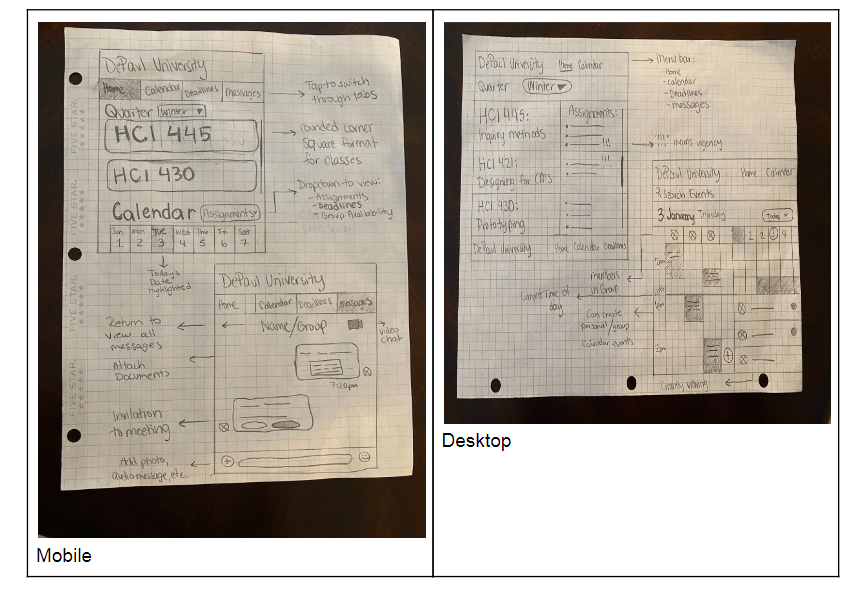 DePaul University
Home
Calendar
Deadlines
Messages
Tap to switch
through tabs
Quarter
Winter
HCI 445
rounded corner
Square format
for classes
HCI 430
Dropdown to view:
- Assignments
- Deadlines
- Group Availability
Calendar
Assignments
Sun mon Tue wed Thu Fri Sat
1 2 3 4 5 6 7
Today's
Date
Highlighted
DePaul University
Home
Calendar
Deadlines
messages
Return to
view all
messages
Name/Group
video
chat
Attach
Documents
7:20pm
Invitation
to meeting
Add photo,
audio message, etc.
FIVE STAR.
FIVE STAR.
FIVE STAR.
Mobile
DePaul University Home Calendar
Menu bar:
- Home
- calendar
- Deadlines
- messages
Quarter
Winter
HCI 445:
Inquiry methods
Assignments:
!!!
"!!!" means urgency
HCI 421:
Designing for CMS
!!!
HCI 430:
Prototyping
DePaul University Home Calendar Deadlines
DePaul University Home Calendar
Search Events
3 January Tuesday
Today
1 2 3 4
members
in Group
Current Time of
day
Can create
personal/group
Calendar events
2pm
Desktop